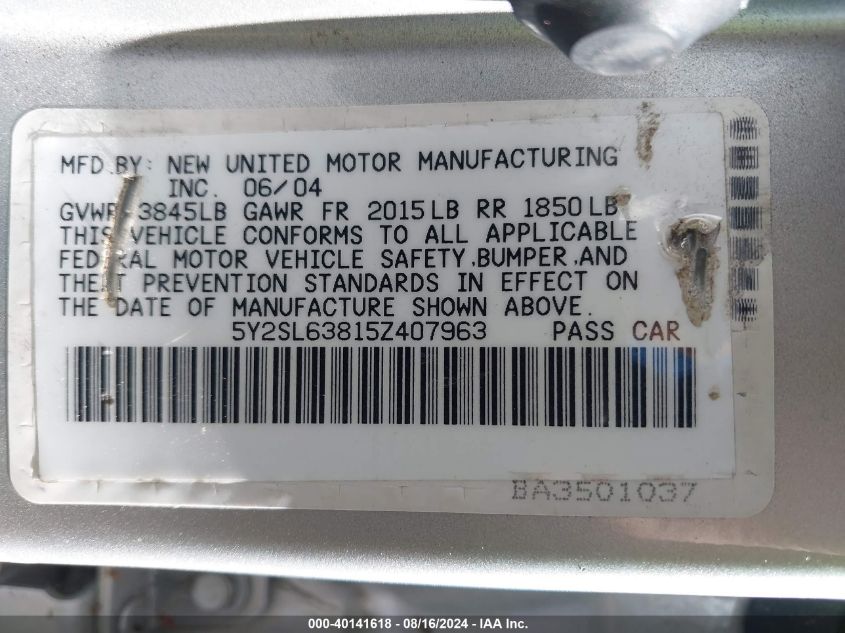 MFD.BY: NEW UNITED MOTOR MANUFACTURING
INC. 06/04
GVWR 3845LB GAWR FR 2015LB RR 1850LB
THIS VEHICLE CONFORMS TO ALL APPLICABLE
FEDERAL MOTOR VEHICLE SAFETY,BUMPER,AND
THEFT PREVENTION STANDARDS IN EFFECT ON
THE DATE OF MANUFACTURE SHOWN ABOVE.
5Y2SL63815Z407963 PASS CAR
BA3501037
000-40141618 - 08/16/2024 - IAA Inc.